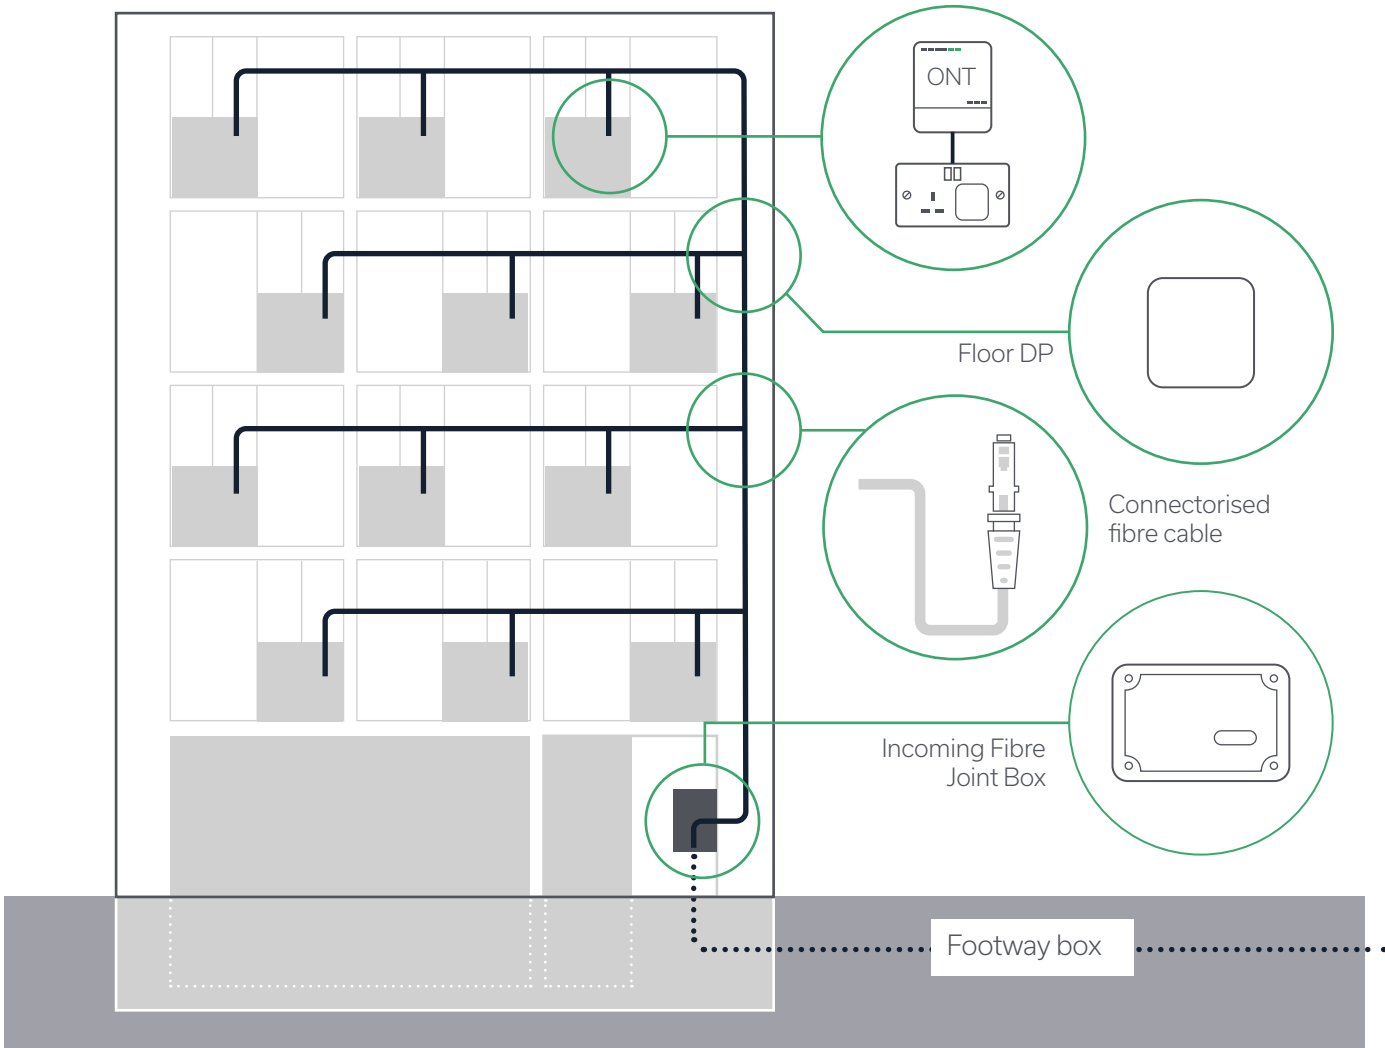 ONT
Floor DP
Connectorised
fibre cable
Incoming Fibre
Joint Box
Footway box